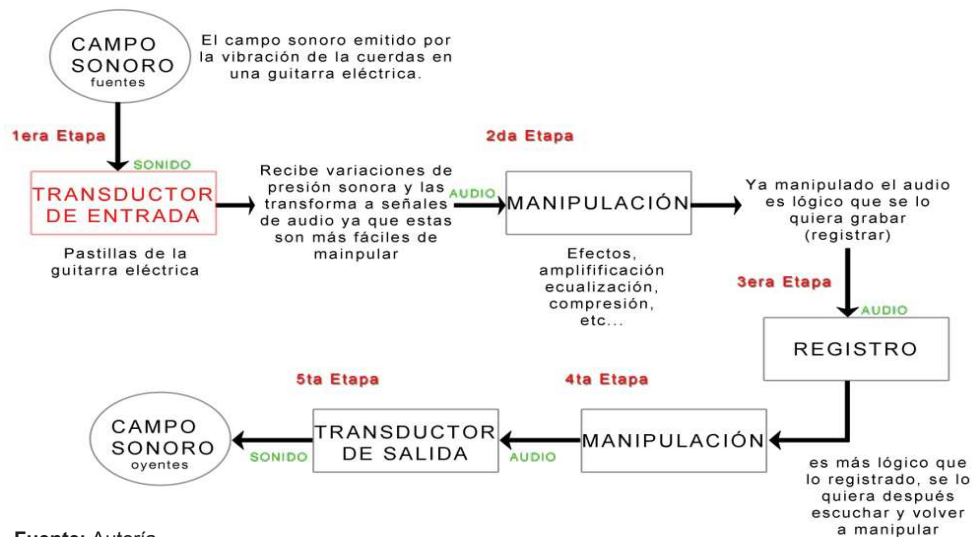 CAMPO
SONORO
fuentes
El campo sonoro emitido por
la vibración de la cuerdas en
una guitarra eléctrica.
1era Etapa
SONIDO
TRANSDUCTOR
DE ENTRADA
Pastillas de la
guitarra eléctrica
Recibe variaciones de
presión sonora y las
transforma a señales
de audio ya que estas
son más fáciles de
mainpular
2da Etapa
AUDIO
MANIPULACIÓN
Efectos,
amplifificación
ecualización,
compresión,
etc...
Ya manipulado el audio
es lógico que se lo
quiera grabar
(registrar)
3era Etapa
AUDIO
REGISTRO
es más lógico que
lo registrado, se lo
quiera después
escuchar y volver
a manipular
4ta Etapa
MANIPULACIÓN
AUDIO
5ta Etapa
TRANSDUCTOR
DE SALIDA
SONIDO
CAMPO
SONORO
oyentes
Fuente: Autoría